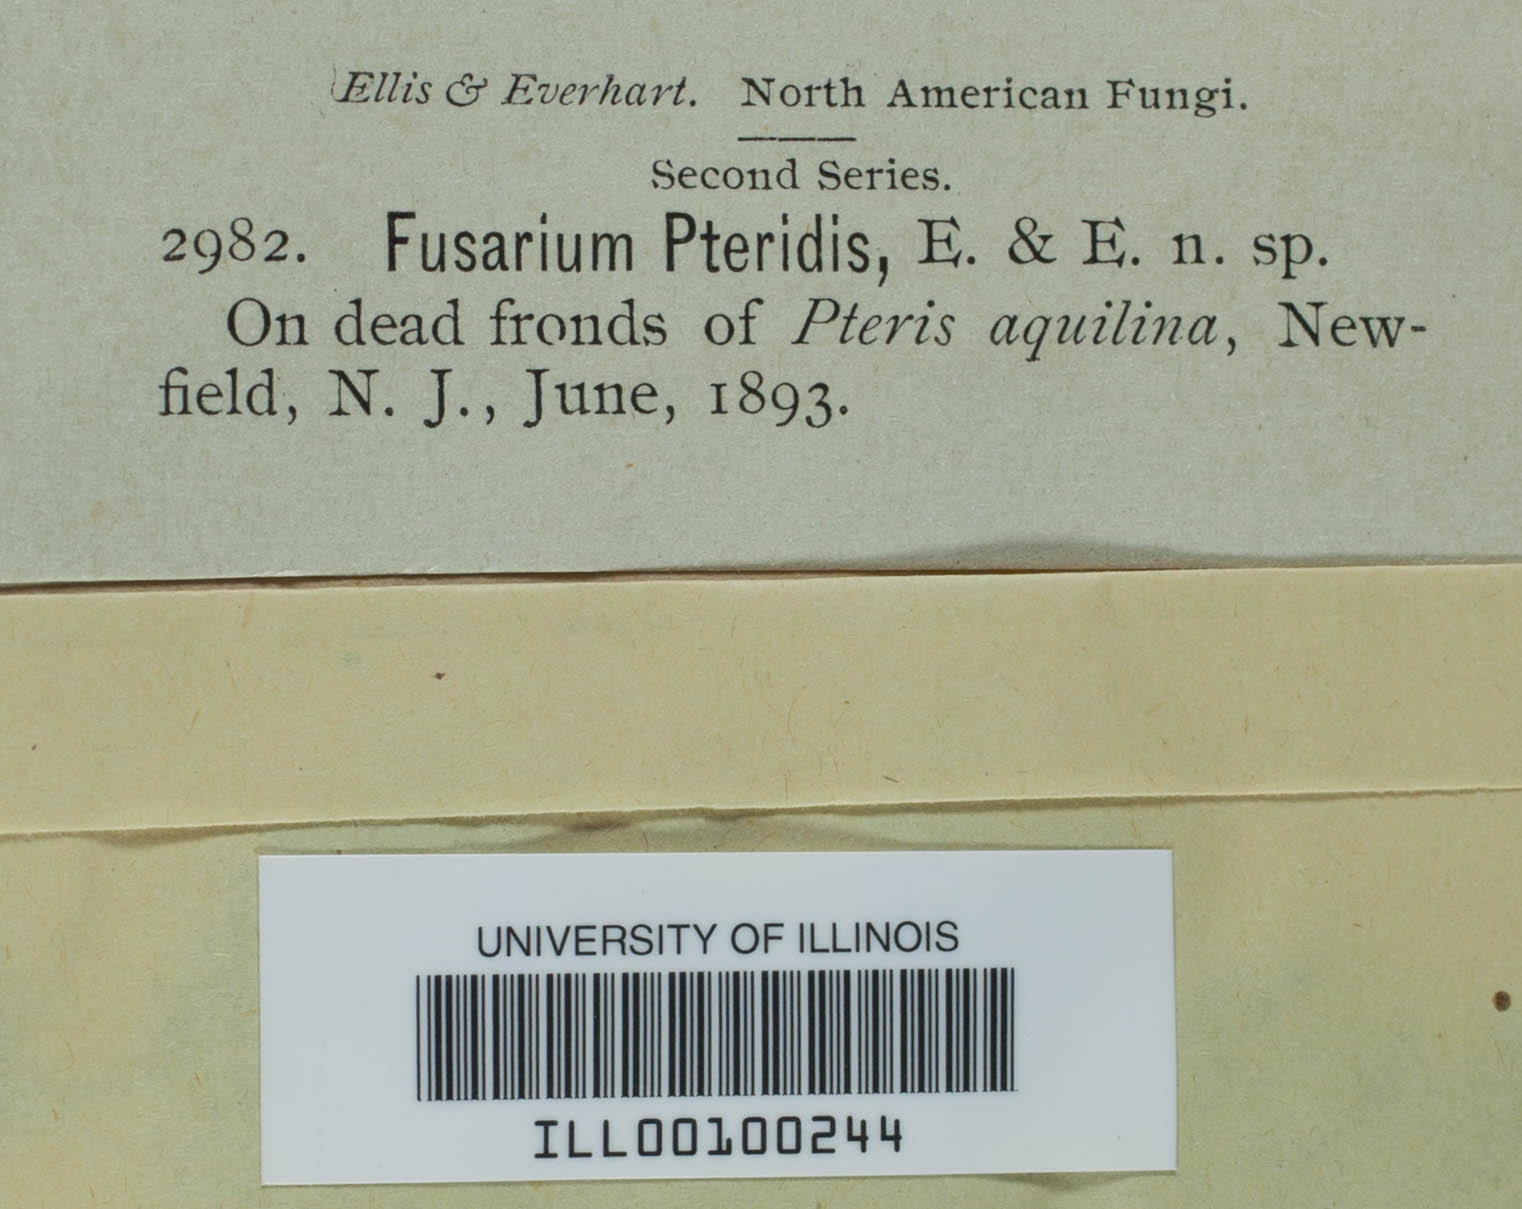 Ellis & Everhart. North American Fungi.
Second Series.
2982. Fusarium Pteridis, E. & E. n. sp.
On dead fronds of Pteris aquilina, New-
field, N. J., June, 1893.
UNIVERSITY OF ILLINOIS
ILL00100244